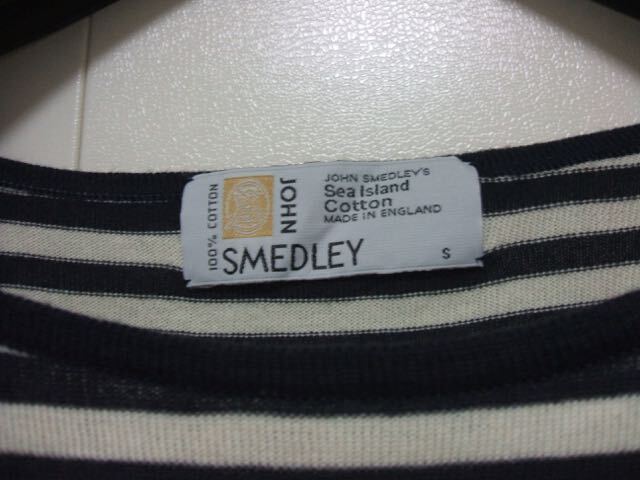 100% COTTON
JOHN
SMEDLEY
JOHN SMEDLEY'S
Sea Island
Cotton
MADE IN ENGLAND
S